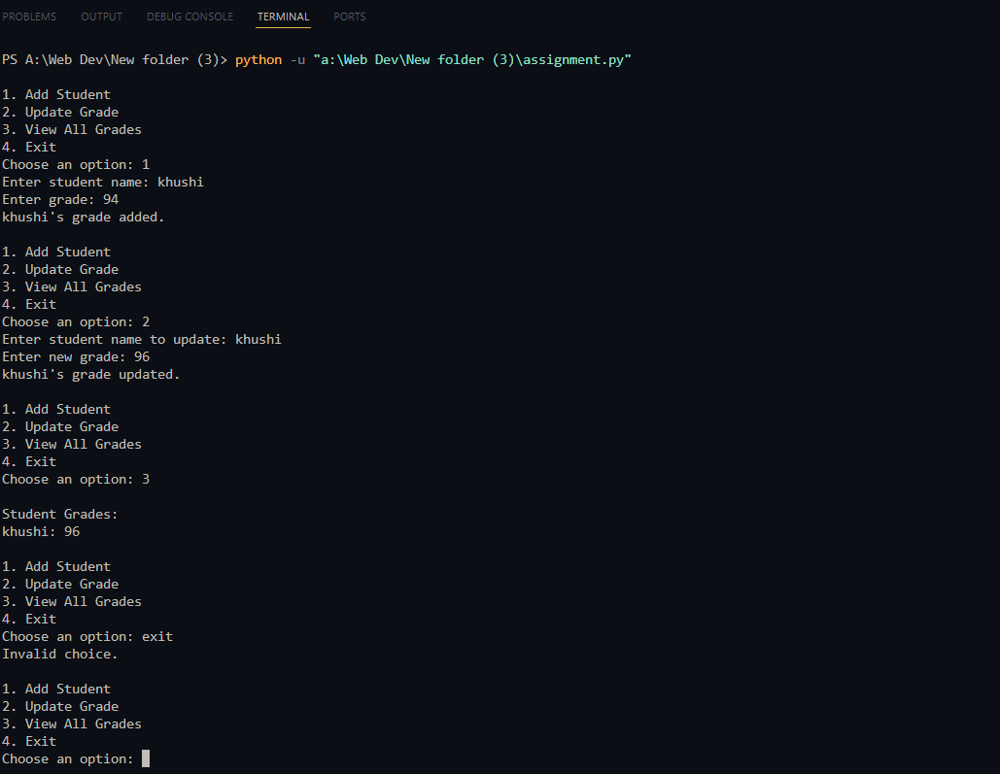 PROBLEMS OUTPUT DEBUG CONSOLE TERMINAL PORTS
PS A:\Web Dev\New folder (3)> python -u "a:\Web Dev\New folder (3)\assignment.py"
1. Add Student
2. Update Grade
3. View All Grades
4. Exit
Choose an option: 1
Enter student name: khushi
Enter grade: 94
khushi's grade added.
1. Add Student
2. Update Grade
3. View All Grades
4. Exit
Choose an option: 2
Enter student name to update: khushi
Enter new grade: 96
khushi's grade updated.
1. Add Student
2. Update Grade
3. View All Grades
4. Exit
Choose an option: 3
Student Grades:
khushi: 96
1. Add Student
2. Update Grade
3. View All Grades
4. Exit
Choose an option: exit
Invalid choice.
1. Add Student
2. Update Grade
3. View All Grades
4. Exit
Choose an option: